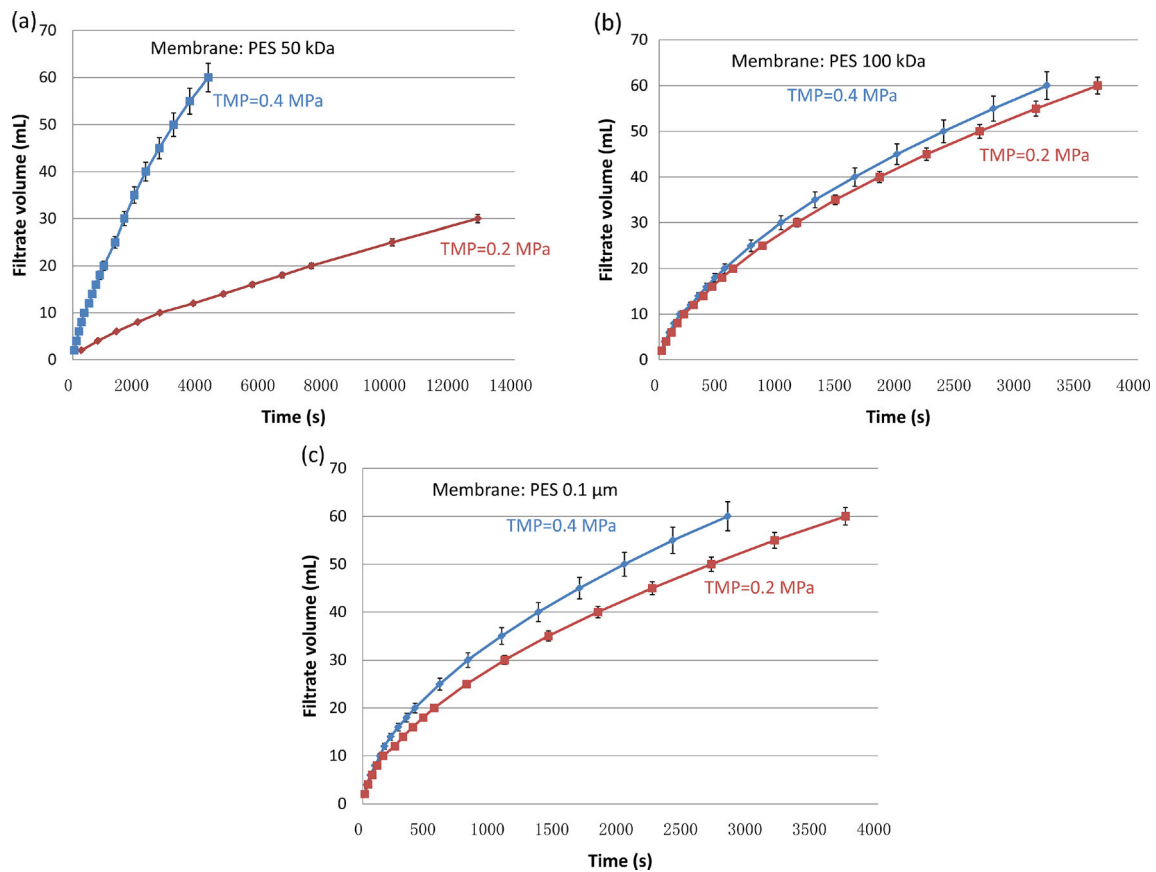 (a)
Membrane: PES 50 kDa
TMP=0.4 MPa
TMP=0.2 MPa
Filtrate volume (mL)
70
60
50
40
30
20
10
0
0 2000 4000 6000 8000 10000 12000 14000
Time (s)
(b)
Membrane: PES 100 kDa
TMP=0.4 MPa
TMP=0.2 MPa
Filtrate volume (mL)
70
60
50
40
30
20
10
0
0 500 1000 1500 2000 2500 3000 3500 4000
Time (s)
(c)
Membrane: PES 0.1 μm
TMP=0.4 MPa
TMP=0.2 MPa
Filtrate volume (mL)
70
60
50
40
30
20
10
0
0 500 1000 1500 2000 2500 3000 3500 4000
Time (s)